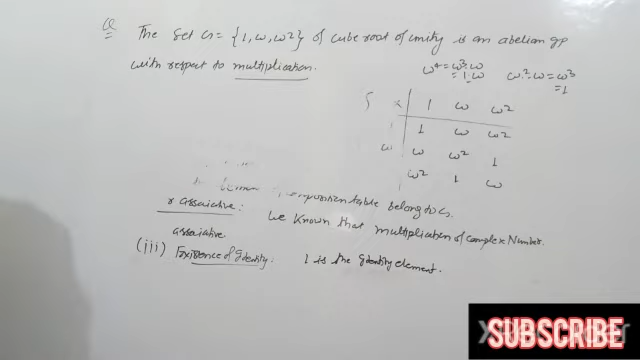 Q The set G = {1, ω, ω2} of cube root of unity is an abelian gp
with respect to multiplication.
ω⁴ = ω³·ω
= 1·ω
ω²·ω = ω³
= 1
× | 1 ω ω2
1 ω ω2
ω ω ω2 1
ω2 1 ω
composition table belong to G.
associative: we known that multiplication of complex Number.
associative
(iii) Existence of Identity: 1 is the Identity element.
SUBSCRIBE